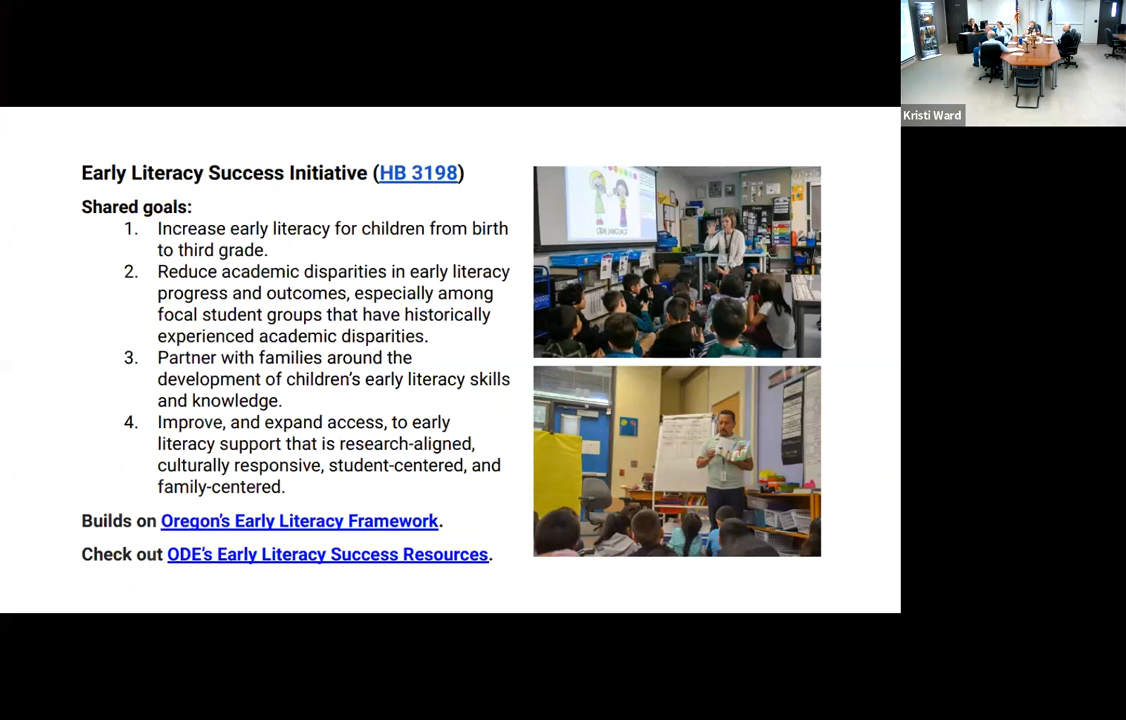 Kristi Ward
Early Literacy Success Initiative (HB 3198)
Shared goals:
1. Increase early literacy for children from birth
to third grade.
2. Reduce academic disparities in early literacy
progress and outcomes, especially among
focal student groups that have historically
experienced academic disparities.
3. Partner with families around the
development of children's early literacy skills
and knowledge.
4. Improve, and expand access, to early
literacy support that is research-aligned,
culturally responsive, student-centered, and
family-centered.
Builds on Oregon's Early Literacy Framework.
Check out ODE's Early Literacy Success Resources.
ORAL LANGUAGE